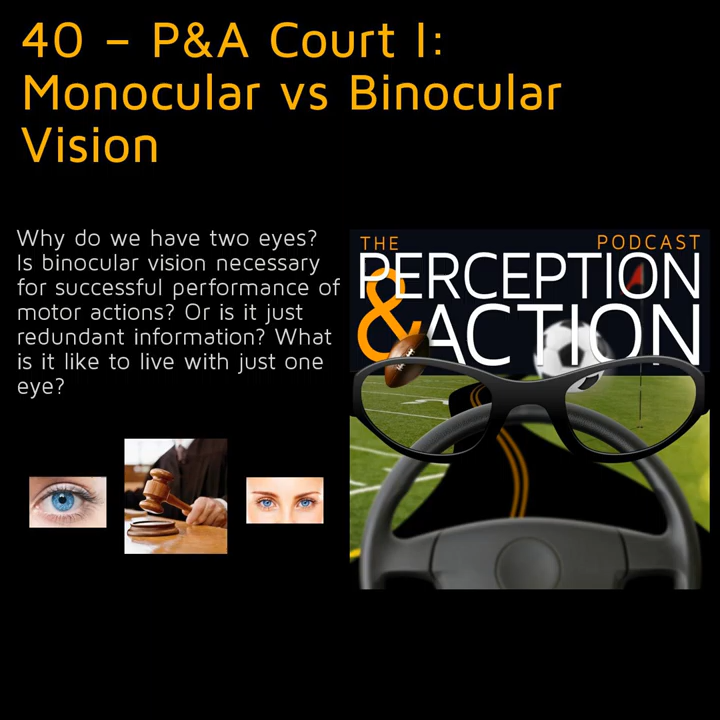 40 – P&A Court I:
Monocular vs Binocular
Vision
Why do we have two eyes?
Is binocular vision necessary
for successful performance of
motor actions? Or is it just
redundant information? What
is it like to live with just one
eye?
THE PODCAST
PERCEPTION
&ACTION